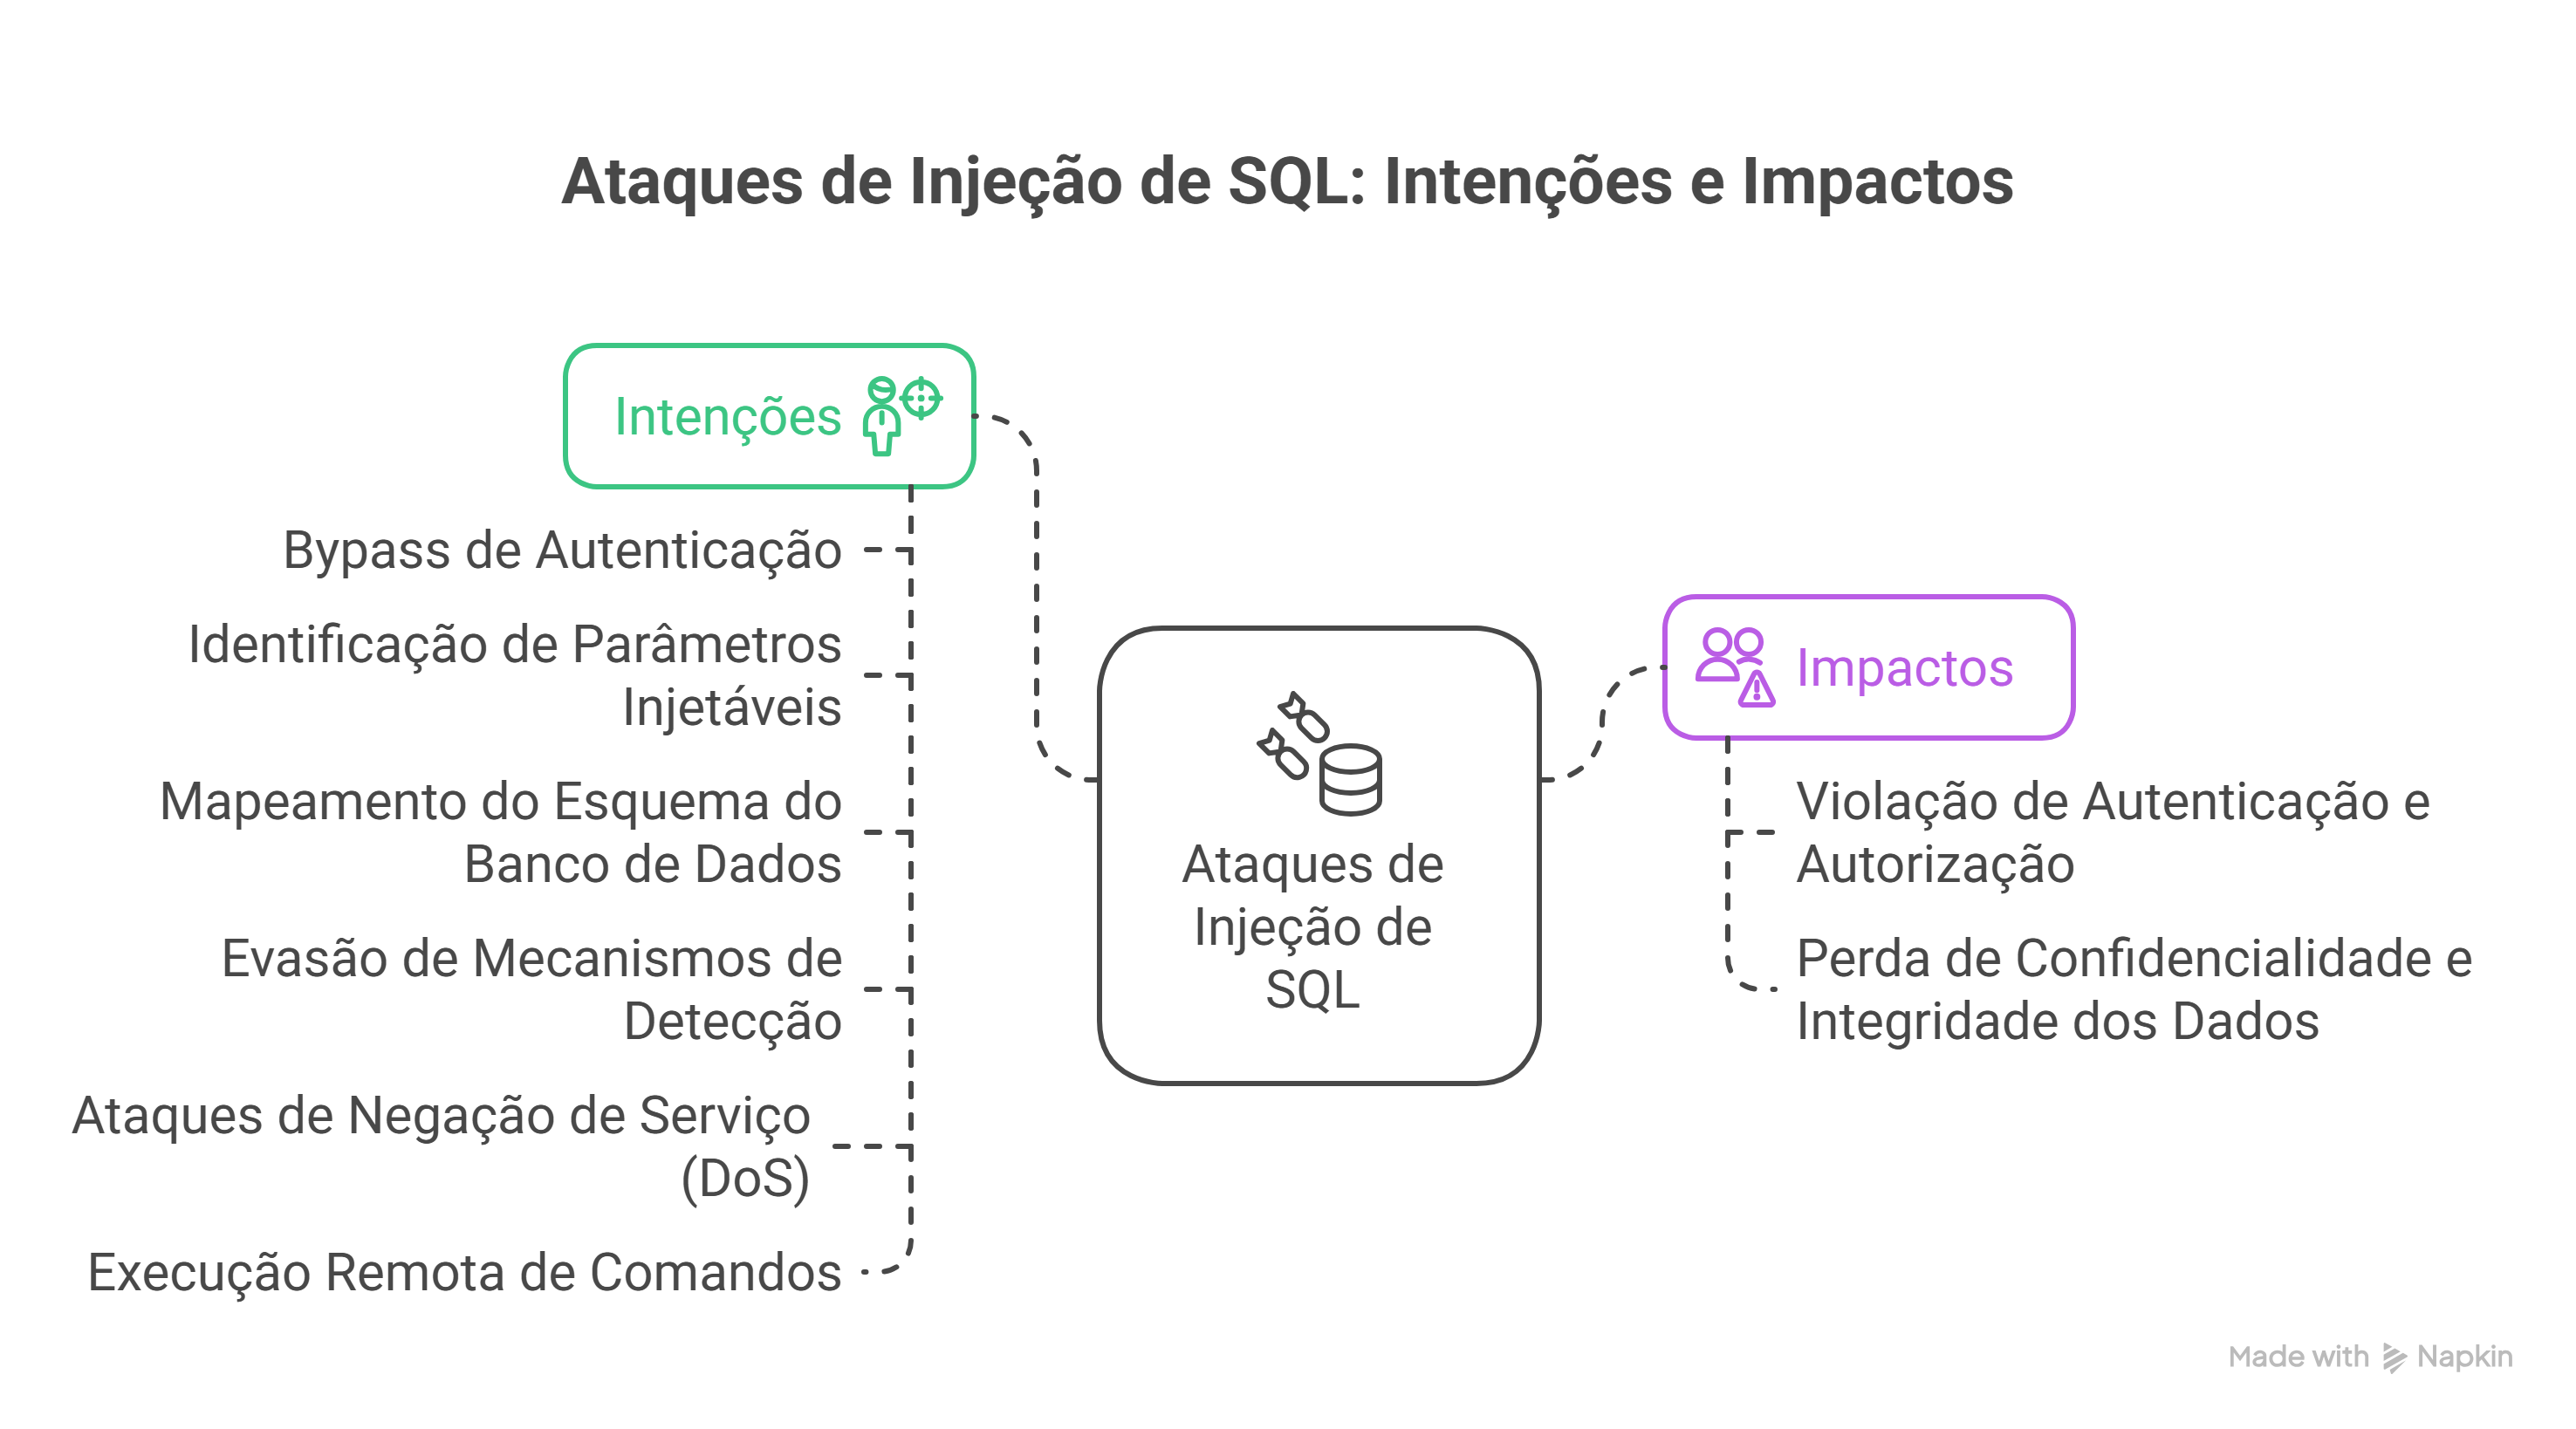 Ataques de Injeção de SQL: Intenções e Impactos
Intenções
Bypass de Autenticação
Identificação de Parâmetros
Injetáveis
Mapeamento do Esquema do
Banco de Dados
Evasão de Mecanismos de
Detecção
Ataques de Negação de Serviço
(DoS)
Execução Remota de Comandos
Ataques de
Injeção de
SQL
Impactos
Violação de Autenticação e
Autorização
Perda de Confidencialidade e
Integridade dos Dados
Made with Napkin